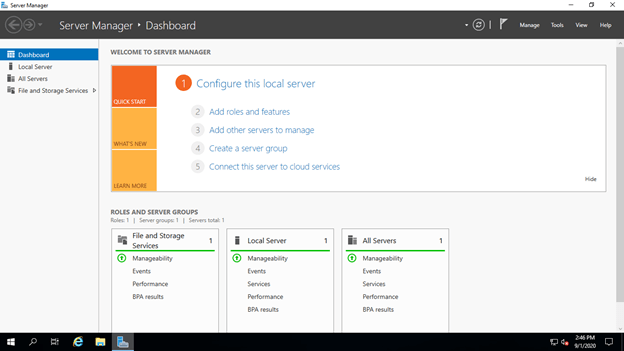 Server Manager
Server Manager • Dashboard
Manage Tools View Help
Dashboard
Local Server
All Servers
File and Storage Services
WELCOME TO SERVER MANAGER
QUICK START
WHAT'S NEW
LEARN MORE
1 Configure this local server
2 Add roles and features
3 Add other servers to manage
4 Create a server group
5 Connect this server to cloud services
Hide
ROLES AND SERVER GROUPS
Roles: 1 | Server groups: 1 | Servers total: 1
File and Storage
Services 1
Manageability
Events
Performance
BPA results
Local Server 1
Manageability
Events
Services
Performance
BPA results
All Servers 1
Manageability
Events
Services
Performance
BPA results
2:46 PM
9/1/2020